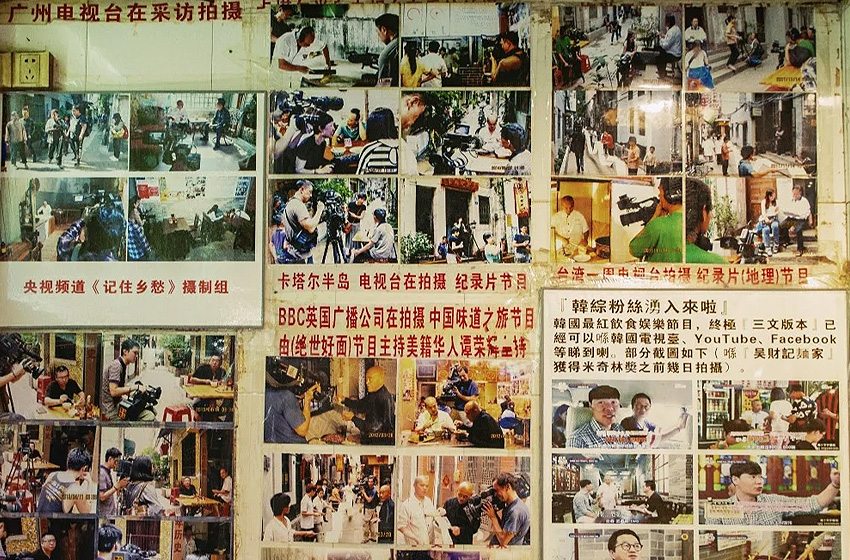 广州电视台在采访拍摄
央视频道《记住乡愁》摄制组
卡塔尔半岛 电视台在拍摄 纪录片节目
BBC英国广播公司在拍摄 中国味道之旅节目
由(绝世好面)节目主持美籍华人谭荣辉主持
台湾一周电视台拍摄 纪录片(地理)节目
『韓綜粉絲湧入來啦』
韓國最紅飲食娛樂節目，終極『三文版本』已
經可以喺韓國電視臺、YouTube、Facebook
等睇到喇。部分截圖如下（喺『吴財記麵家』
獲得米奇林獎之前幾日拍攝）。